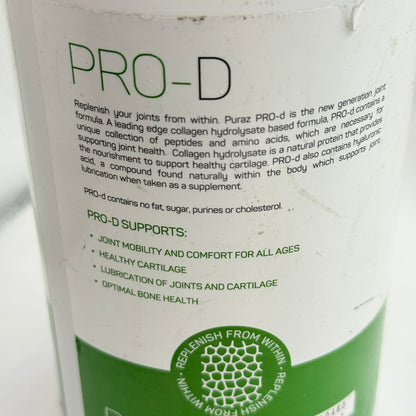 PRO-D
Replenish your joints from within. Puraz PRO-d is the new generation joint
formula. A leading edge collagen hydrolysate based formula, PRO-d contains a
unique collection of peptides and amino acids, which are necessary for
supporting joint health. Collagen hydrolysate is a natural protein that provides
the nourishment to support healthy cartilage. PRO-d also contains hyaluronic
acid, a compound found naturally within the body which supports joint
lubrication when taken as a supplement.
PRO-d contains no fat, sugar, purines or cholesterol.
PRO-D SUPPORTS:
• JOINT MOBILITY AND COMFORT FOR ALL AGES
• HEALTHY CARTILAGE
• LUBRICATION OF JOINTS AND CARTILAGE
• OPTIMAL BONE HEALTH
• REPLENISH FROM WITHIN • REPLENISH FROM WITHIN